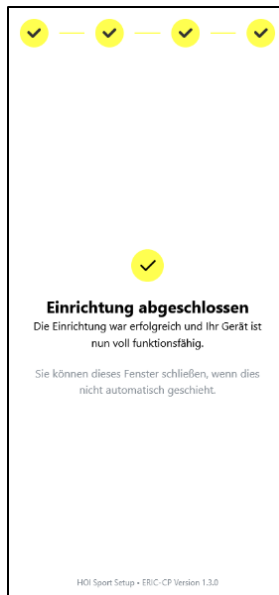 Einrichtung abgeschlossen
Die Einrichtung war erfolgreich und Ihr Gerät ist
nun voll funktionsfähig.
Sie können dieses Fenster schließen, wenn dies
nicht automatisch geschieht.
HOI Sport Setup • ERIC-CP Version 1.3.0